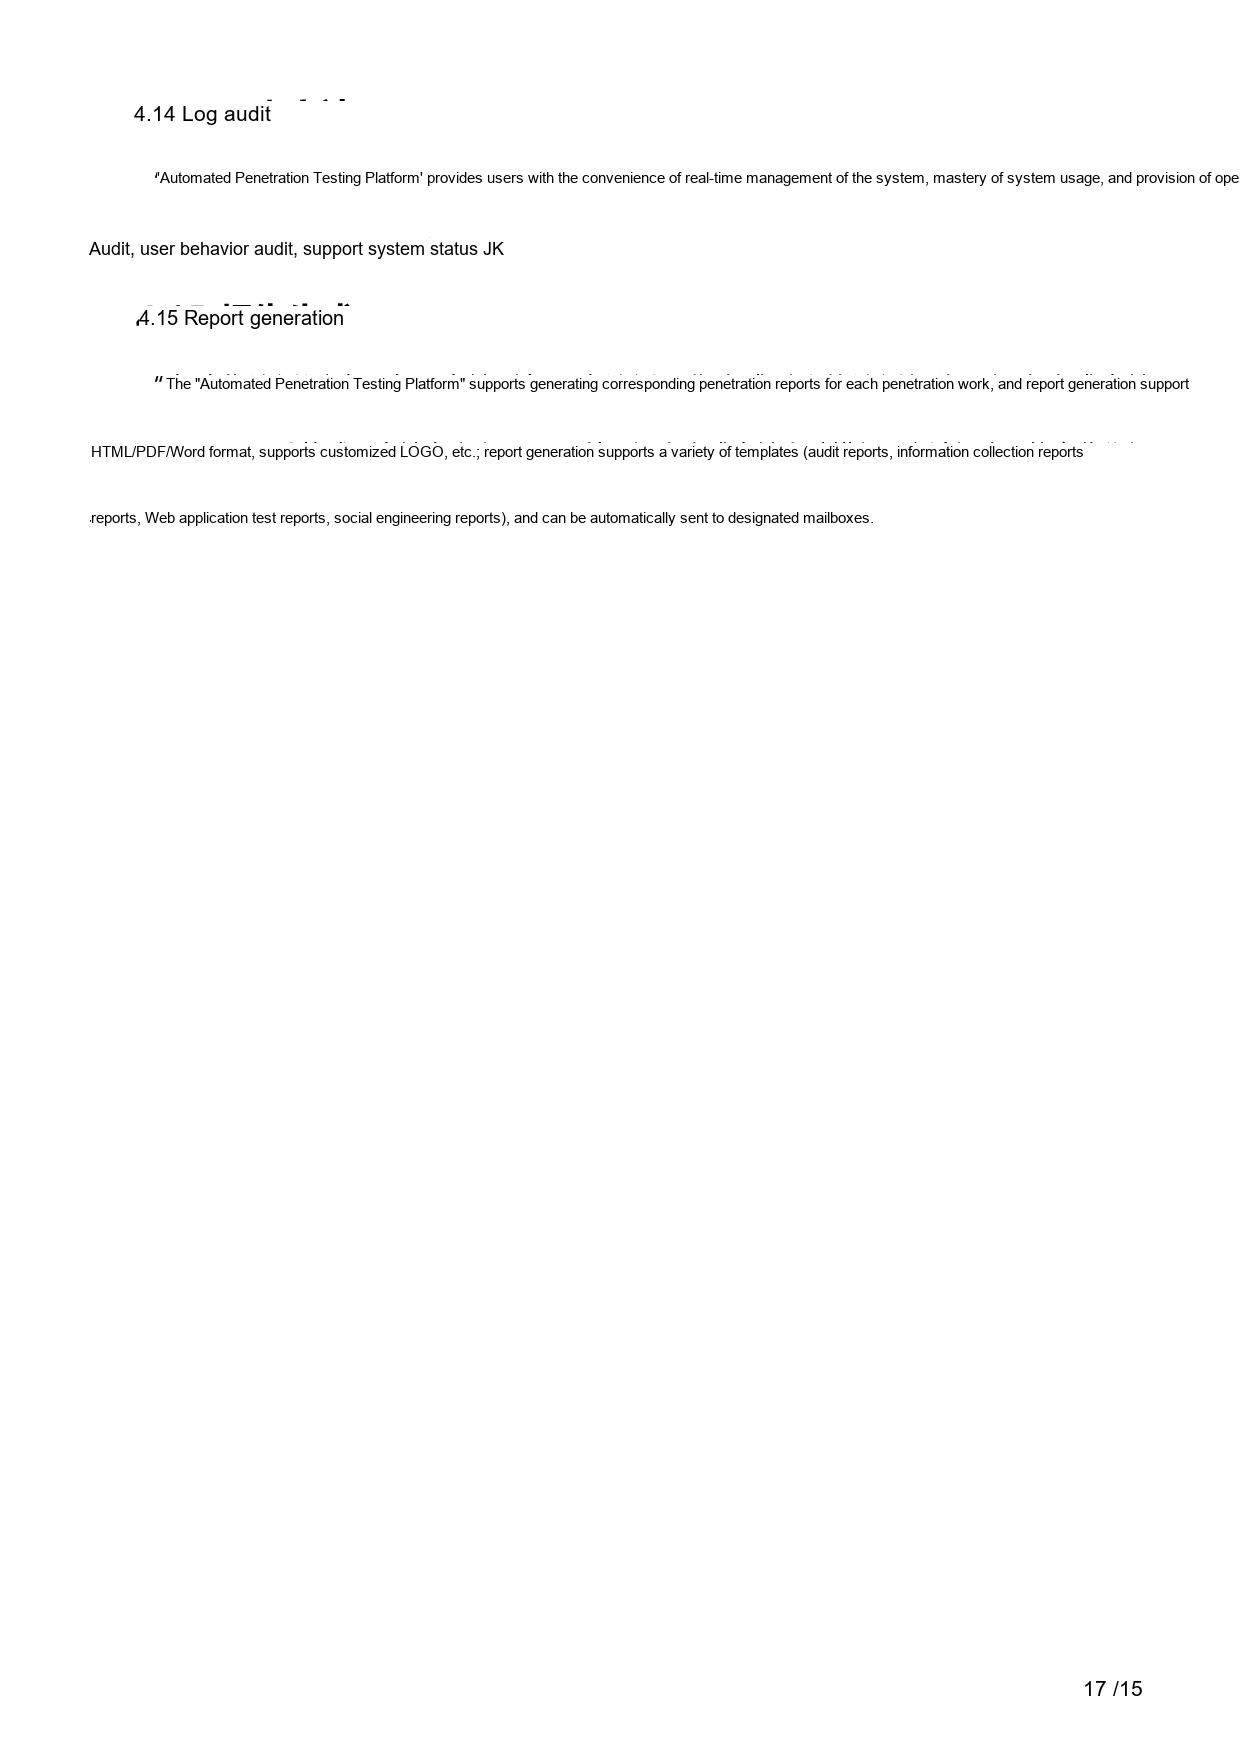 4.14 Log audit
"Automated Penetration Testing Platform' provides users with the convenience of real-time management of the system, mastery of system usage, and provision of ope
Audit, user behavior audit, support system status JK
4.15 Report generation
“ The "Automated Penetration Testing Platform" supports generating corresponding penetration reports for each penetration work, and report generation support
HTML/PDF/Word format, supports customized LOGO, etc.; report generation supports a variety of templates (audit reports, information collection reports
reports, Web application test reports, social engineering reports), and can be automatically sent to designated mailboxes.
17 /15